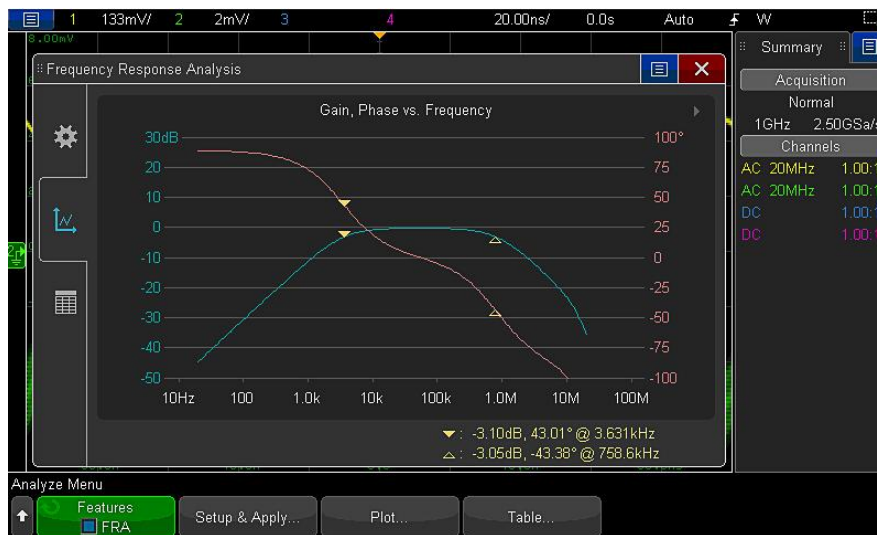 1 133mV/ 2 2mV/ 3 4 20.00ns/ 0.0s Auto W
8.00mV
Summary
Frequency Response Analysis
Acquisition
Normal
1GHz 2.50GSa/s
Channels
AC 20MHz 1.00:1
AC 20MHz 1.00:1
DC 1.00:1
DC 1.00:1
Gain, Phase vs. Frequency
30dB 100°
20 75
10 50
0 25
-10 0
-20 -25
-30 -50
-40 -75
-50 -100
10Hz 100 1.0k 10k 100k 1.0M 10M 100M
: -3.10dB, 43.01° @ 3.631kHz
: -3.05dB, -43.38° @ 758.6kHz
Analyze Menu
Features
FRA
Setup & Apply...
Plot...
Table...